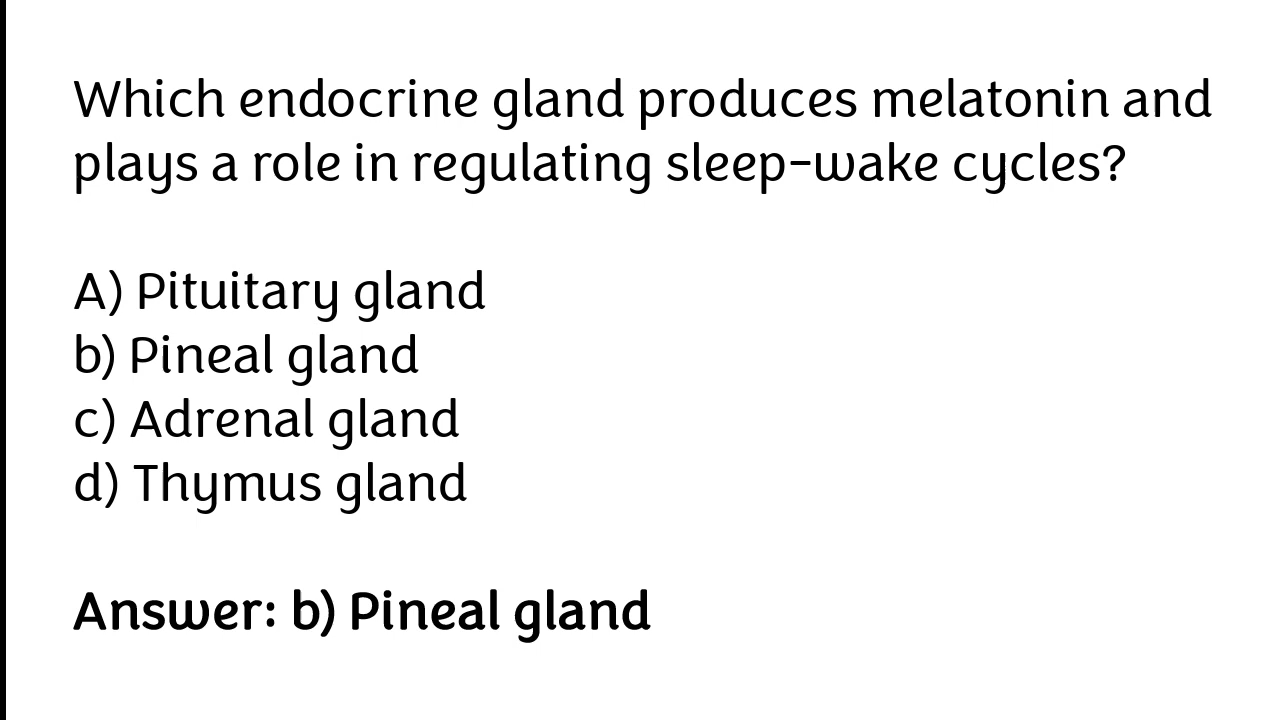 Which endocrine gland produces melatonin and
plays a role in regulating sleep-wake cycles?
A) Pituitary gland
b) Pineal gland
c) Adrenal gland
d) Thymus gland
Answer: b) Pineal gland